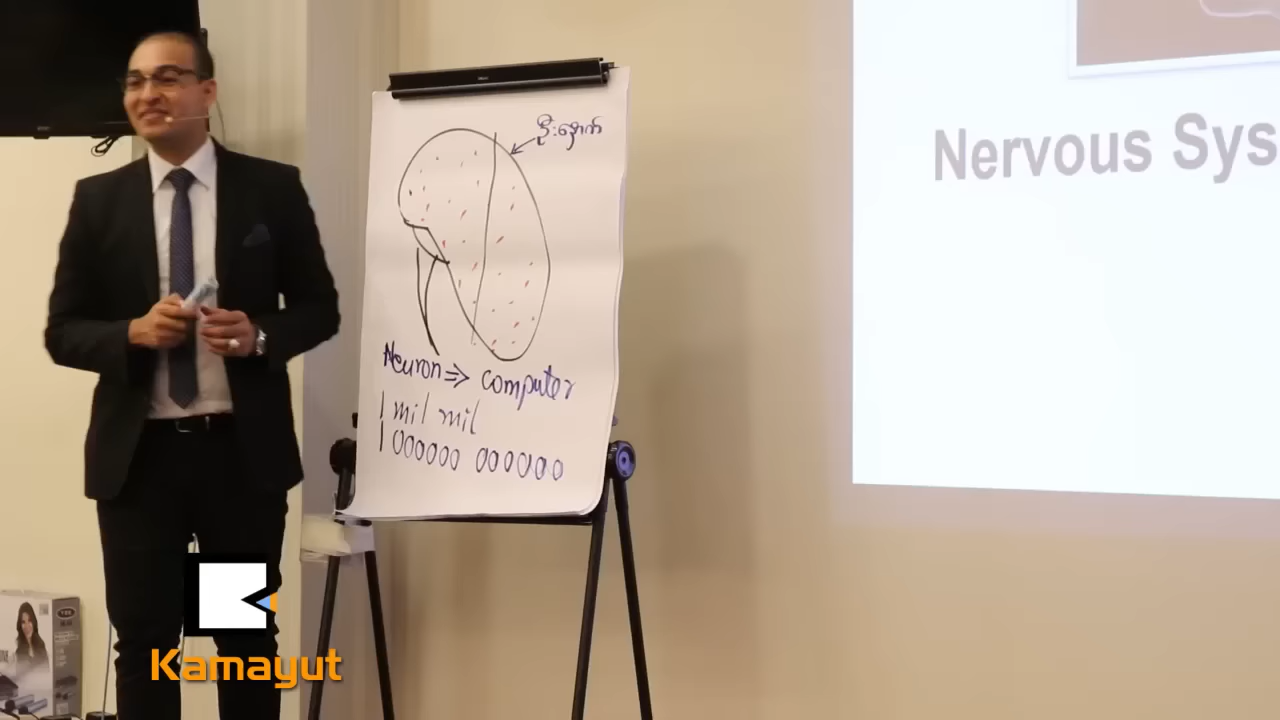 ဦးနှောက်
Neuron ⇒ computer
1 mil mil
1 000000 000000
Nervous Sys
Kamayut